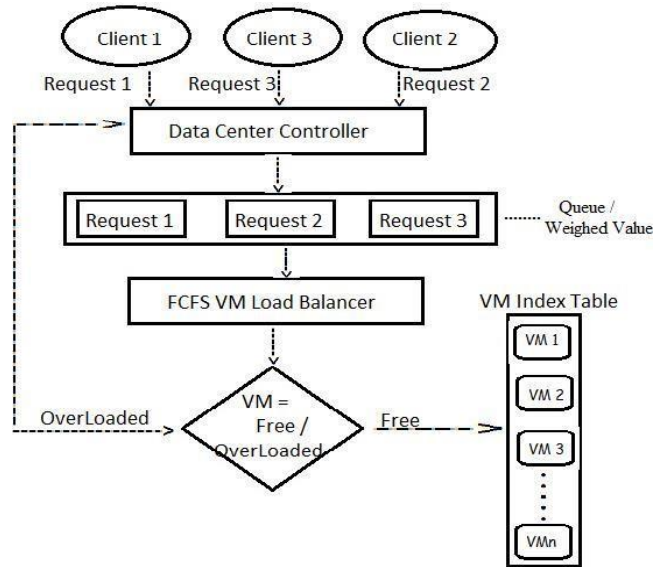 Client 1
Client 3
Client 2
Request 1
Request 3
Request 2
Data Center Controller
Request 1
Request 2
Request 3
Queue /
Weighed Value
FCFS VM Load Balancer
VM Index Table
VM 1
VM 2
VM 3
VMn
OverLoaded
VM =
Free /
OverLoaded
Free